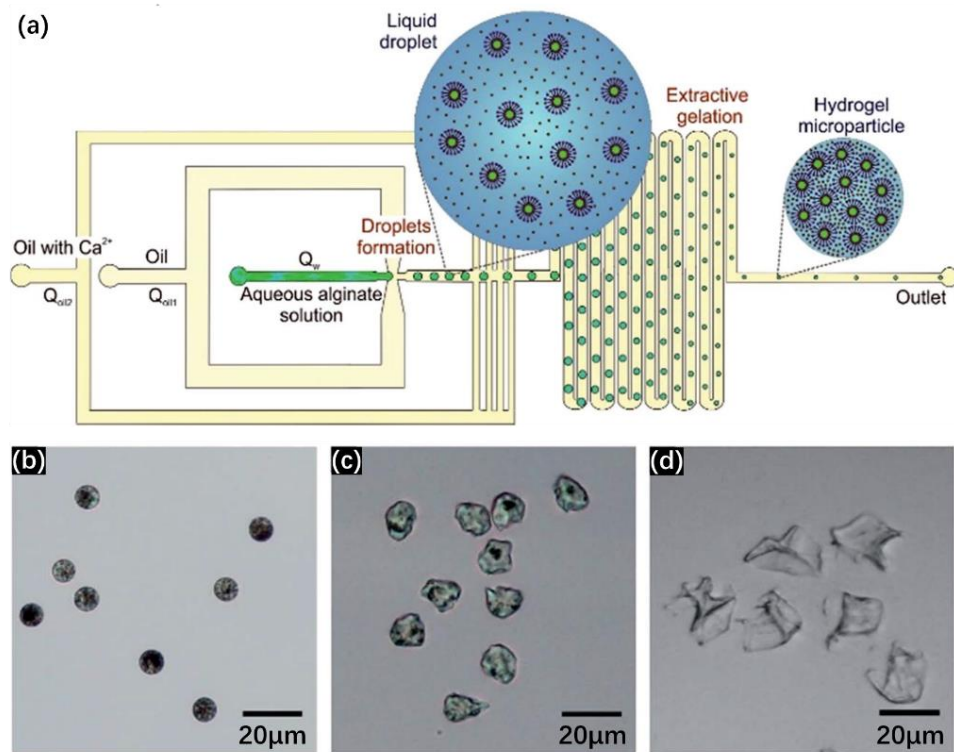 (a)
Liquid
droplet
Extractive
gelation
Hydrogel
microparticle
Droplets
formation
Oil with Ca²⁺
Oil
Qw
Qoil2
Qoil1
Aqueous alginate
solution
Outlet
(b)
20μm
(c)
20μm
(d)
20μm